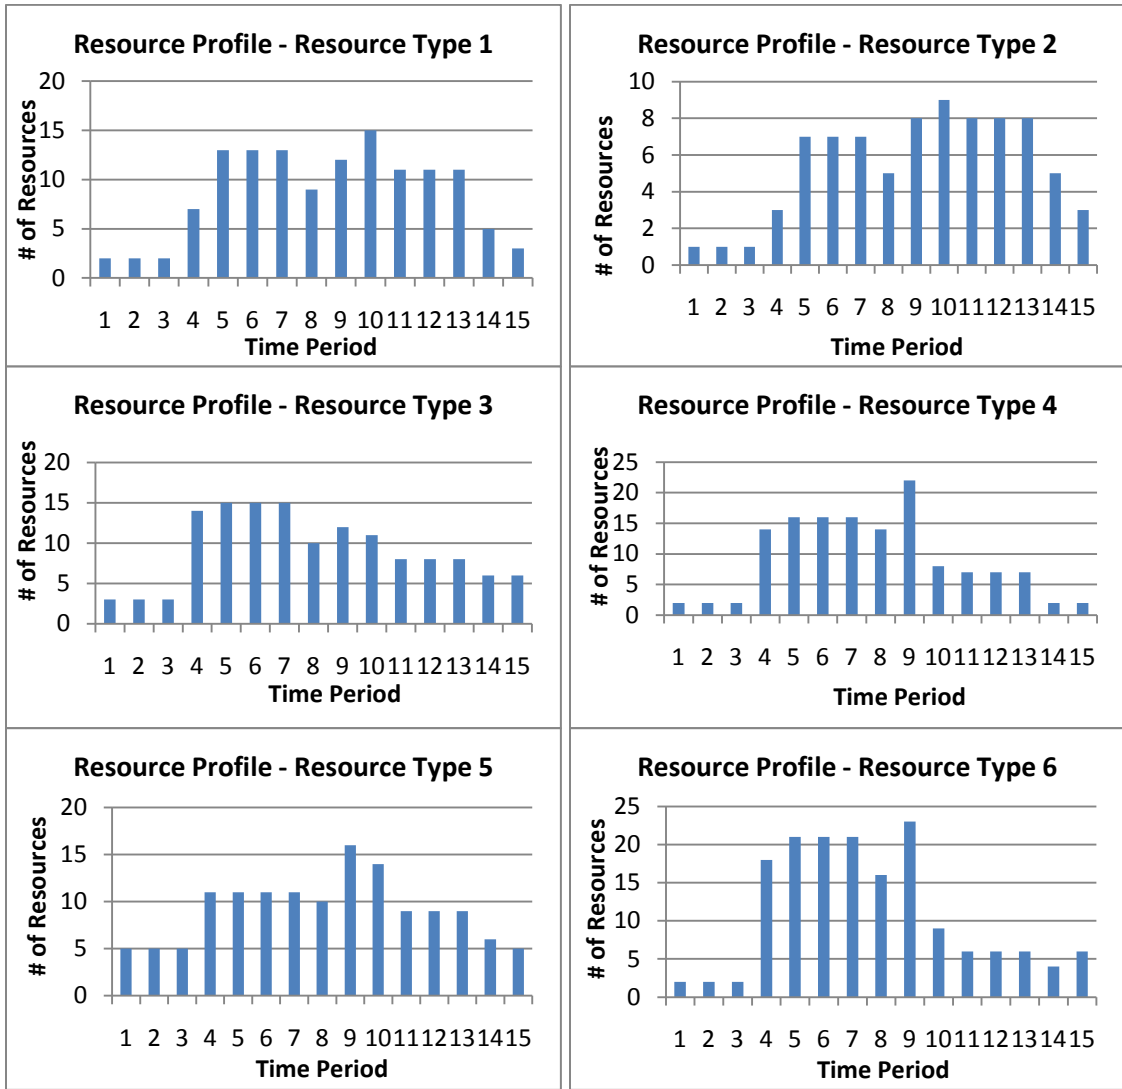 Resource Profile - Resource Type 1
# of Resources
20
15
10
5
0
1 2 3 4 5 6 7 8 9 10 11 12 13 14 15
Time Period
Resource Profile - Resource Type 2
# of Resources
10
8
6
4
2
0
1 2 3 4 5 6 7 8 9 10 11 12 13 14 15
Time Period
Resource Profile - Resource Type 3
# of Resources
20
15
10
5
0
1 2 3 4 5 6 7 8 9 10 11 12 13 14 15
Time Period
Resource Profile - Resource Type 4
# of Resources
25
20
15
10
5
0
1 2 3 4 5 6 7 8 9 10 11 12 13 14 15
Time Period
Resource Profile - Resource Type 5
# of Resources
20
15
10
5
0
1 2 3 4 5 6 7 8 9 10 11 12 13 14 15
Time Period
Resource Profile - Resource Type 6
# of Resources
25
20
15
10
5
0
1 2 3 4 5 6 7 8 9 10 11 12 13 14 15
Time Period